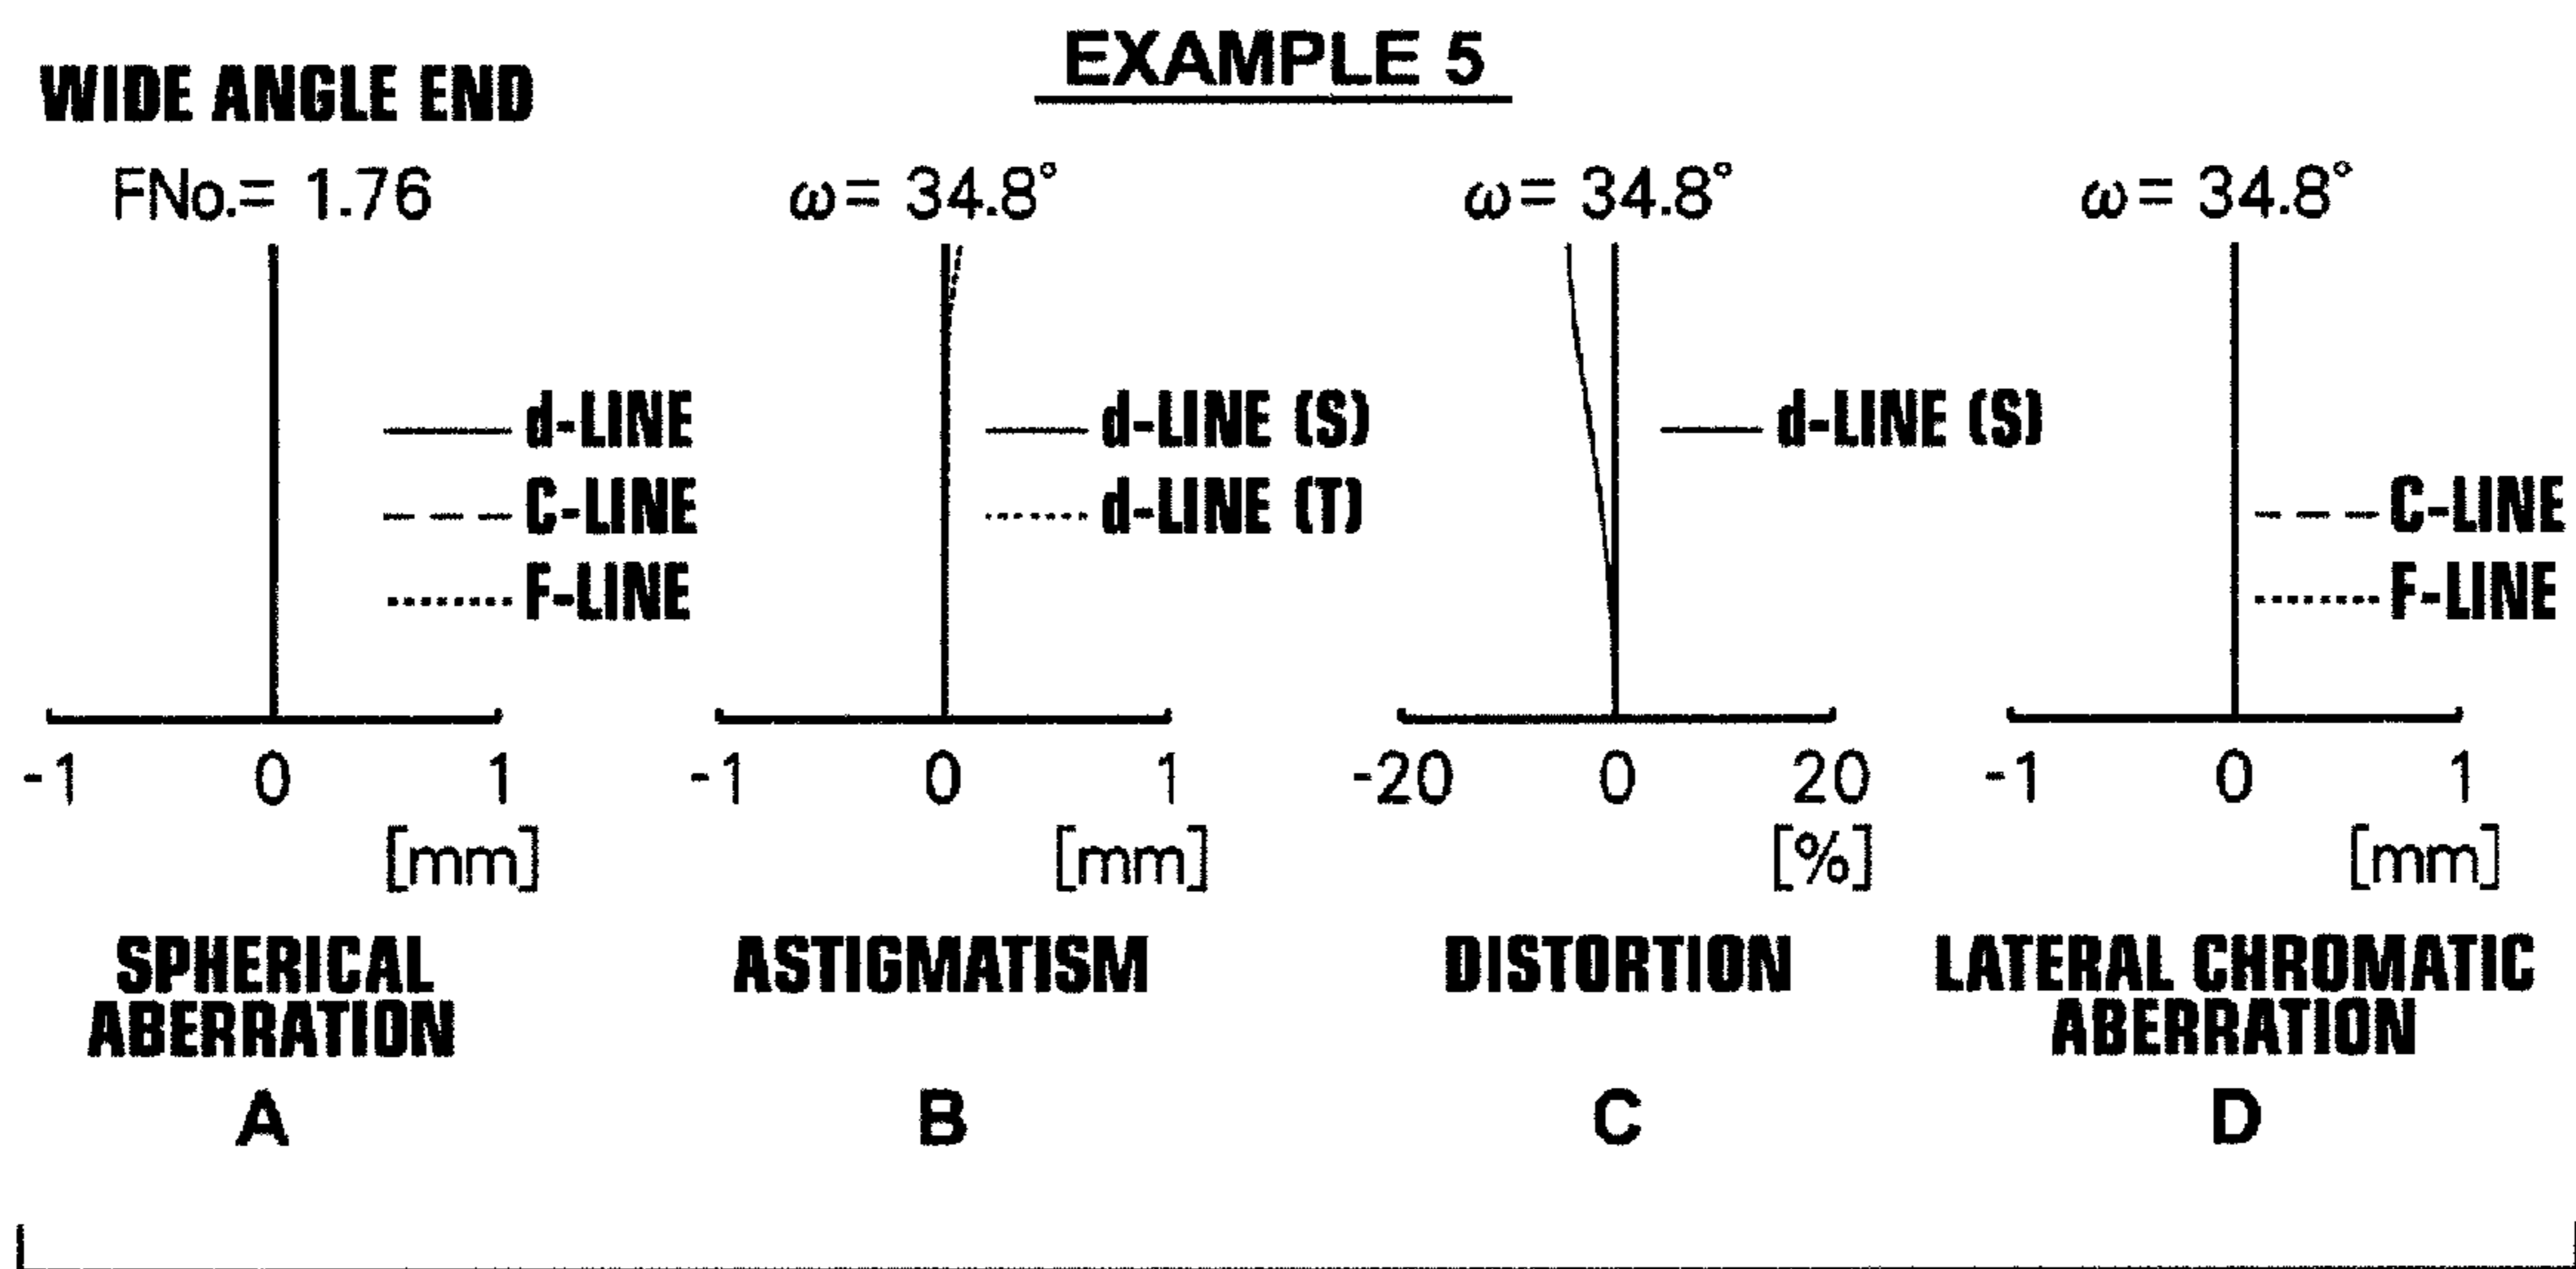 EXAMPLE 5
WIDE ANGLE END
FNo.= 1.76
ω= 34.8°
ω= 34.8°
ω= 34.8°
d-LINE
C-LINE
F-LINE
d-LINE (S)
d-LINE (T)
d-LINE (S)
C-LINE
F-LINE
-1 0 1
[mm]
-1 0 1
[mm]
-20 0 20
[%]
-1 0 1
[mm]
SPHERICAL
ABERRATION
ASTIGMATISM
DISTORTION
LATERAL CHROMATIC
ABERRATION
A
B
C
D